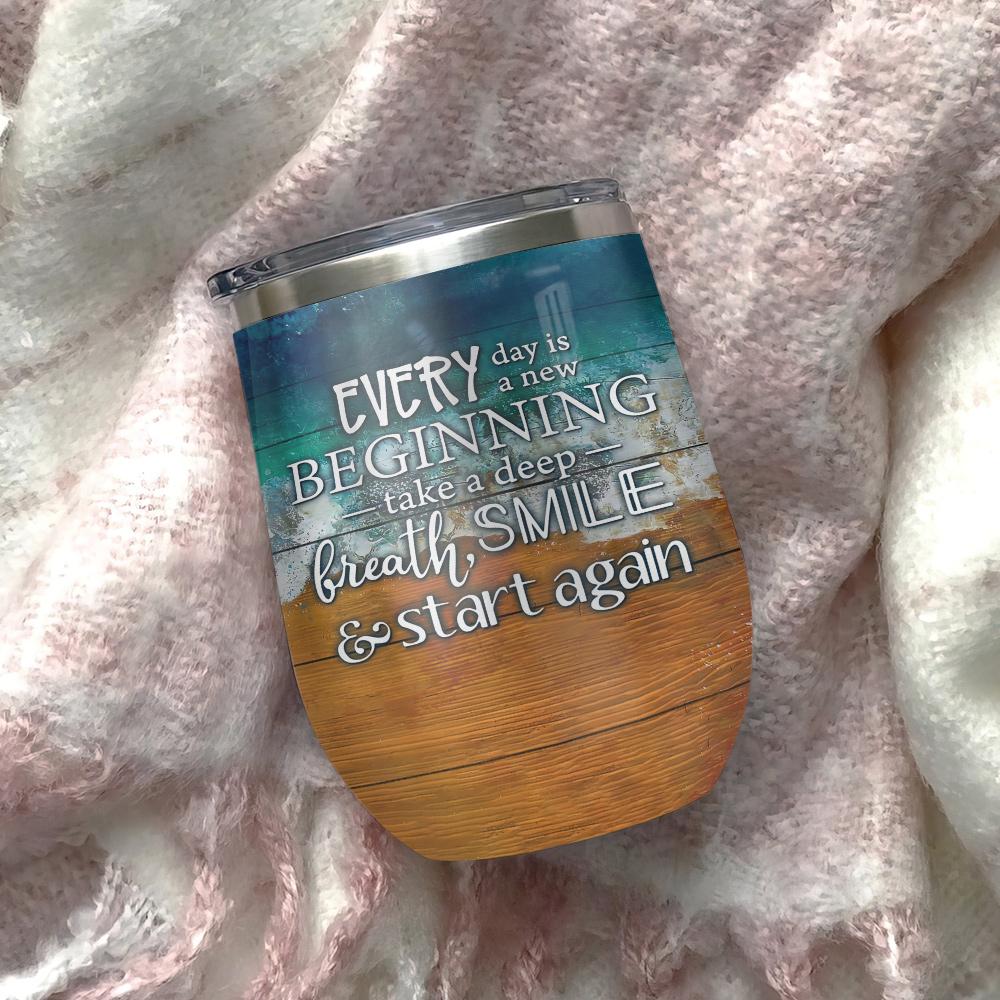 EVERY day is
a new
BEGINNING
take a deep
breath, SMILE
& start again